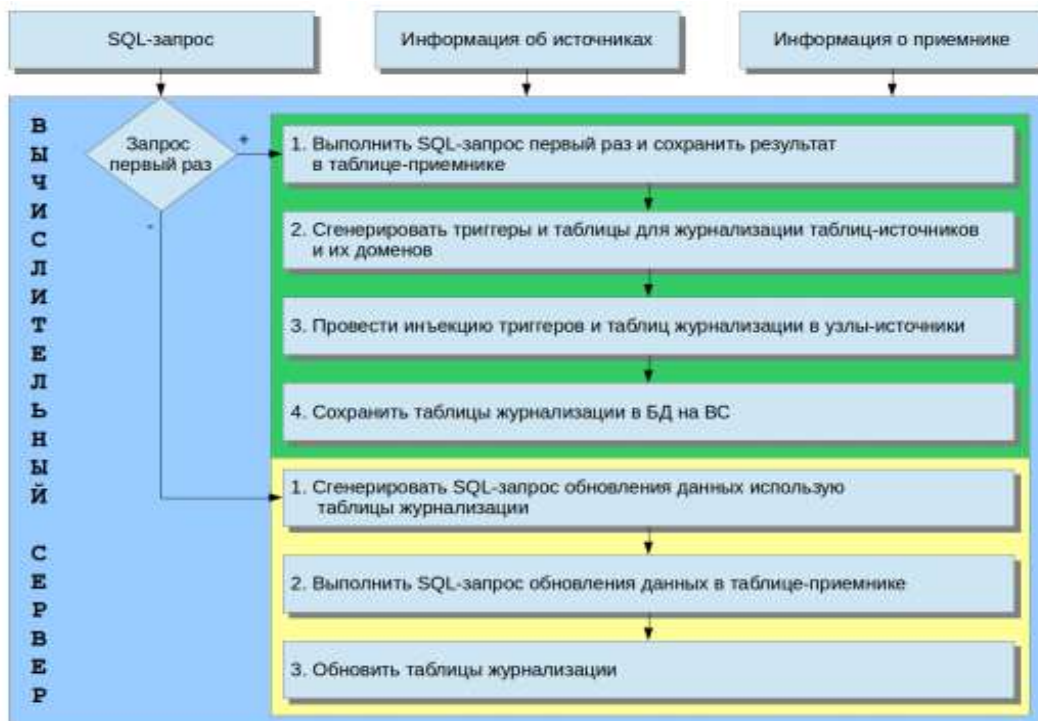 SQL-запрос
Информация об источниках
Информация о приемнике
ВЫЧИСЛИТЕЛЬНЫЙ СЕРВЕР
Запрос
первый раз
+
-
1. Выполнить SQL-запрос первый раз и сохранить результат
в таблице-приемнике
2. Сгенерировать триггеры и таблицы для журнализации таблиц-источников
и их доменов
3. Провести инъекцию триггеров и таблиц журнализации в узлы-источники
4. Сохранить таблицы журнализации в БД на ВС
1. Сгенерировать SQL-запрос обновления данных использую
таблицы журнализации
2. Выполнить SQL-запрос обновления данных в таблице-приемнике
3. Обновить таблицы журнализации